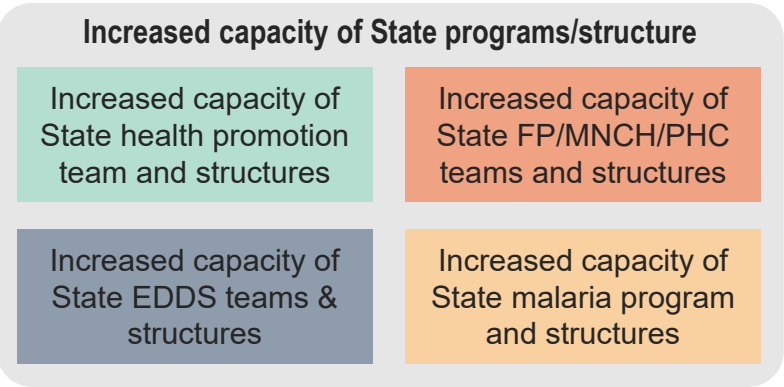 Increased capacity of State programs/structure
Increased capacity of
State health promotion
team and structures
Increased capacity of
State FP/MNCH/PHC
teams and structures
Increased capacity of
State EDDS teams &
structures
Increased capacity of
State malaria program
and structures